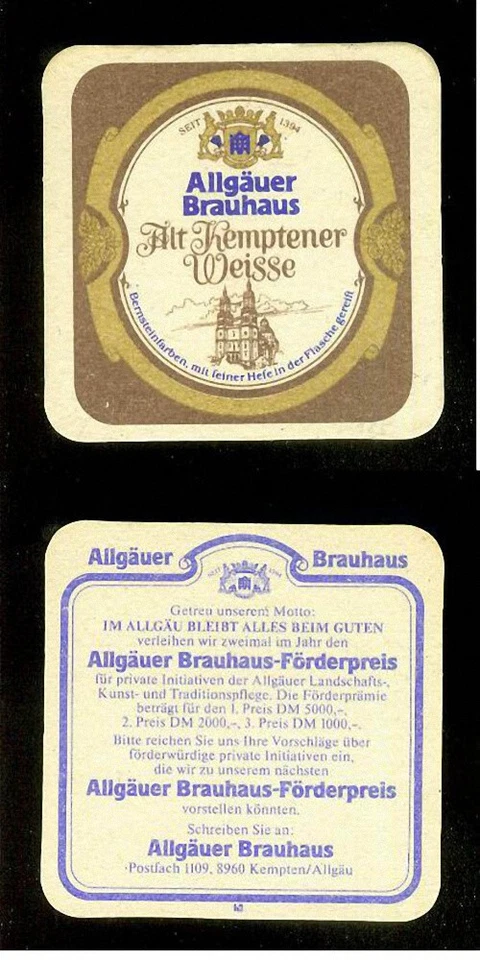 SEIT 1394
Allgäuer
Brauhaus
Alt Kemptener
Weisse
Bernsteinfarben, mit feiner Hefe in der Flasche gereift
Allgäuer Brauhaus
SEIT 1394
Getreu unserem Motto:
IM ALLGÄU BLEIBT ALLES BEIM GUTEN
verleihen wir zweimal im Jahr den
Allgäuer Brauhaus-Förderpreis
für private Initiativen der Allgäuer Landschafts-,
Kunst- und Traditionspflege. Die Förderprämie
beträgt für den 1. Preis DM 5000,-,
2. Preis DM 2000,-, 3. Preis DM 1000,-.
Bitte reichen Sie uns Ihre Vorschläge über
förderwürdige private Initiativen ein,
die wir zu unserem nächsten
Allgäuer Brauhaus-Förderpreis
vorstellen könnten.
Schreiben Sie an:
Allgäuer Brauhaus
Postfach 1109, 8960 Kempten/Allgäu